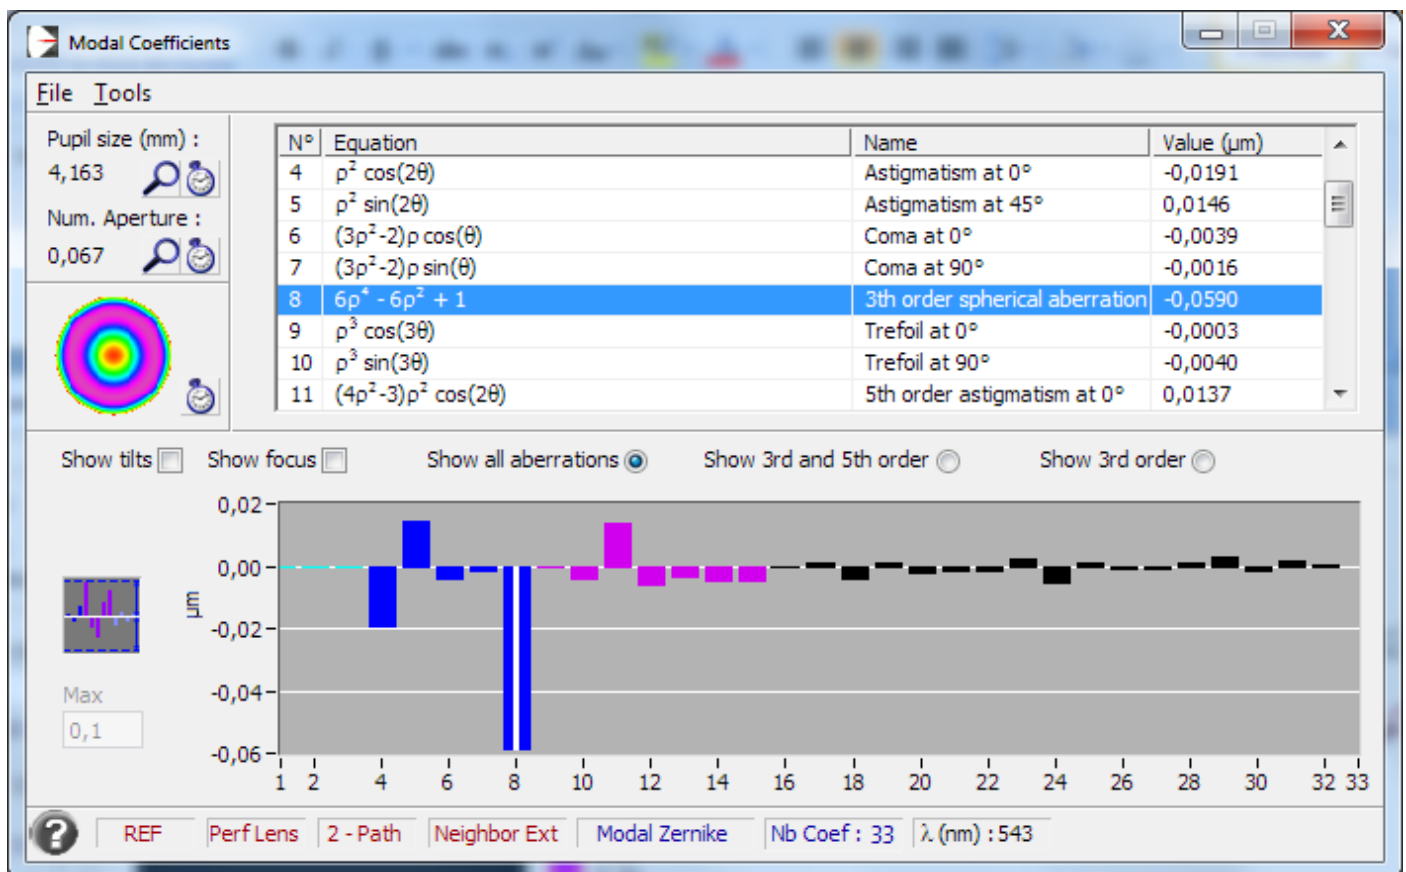 Modal Coefficients
File Tools
Pupil size (mm) :
4,163
Num. Aperture :
0,067
N° Equation Name Value (µm)
4 ρ² cos(2θ) Astigmatism at 0° -0,0191
5 ρ² sin(2θ) Astigmatism at 45° 0,0146
6 (3ρ²-2)ρ cos(θ) Coma at 0° -0,0039
7 (3ρ²-2)ρ sin(θ) Coma at 90° -0,0016
8 6ρ⁴ - 6ρ² + 1 3th order spherical aberration -0,0590
9 ρ³ cos(3θ) Trefoil at 0° -0,0003
10 ρ³ sin(3θ) Trefoil at 90° -0,0040
11 (4ρ²-3)ρ² cos(2θ) 5th order astigmatism at 0° 0,0137
Show tilts Show focus Show all aberrations Show 3rd and 5th order Show 3rd order
0,02
0,00
-0,02
-0,04
-0,06
µm
Max
0,1
1 2 4 6 8 10 12 14 16 18 20 22 24 26 28 30 32 33
? REF Perf Lens 2 - Path Neighbor Ext Modal Zernike Nb Coef : 33 λ (nm) : 543